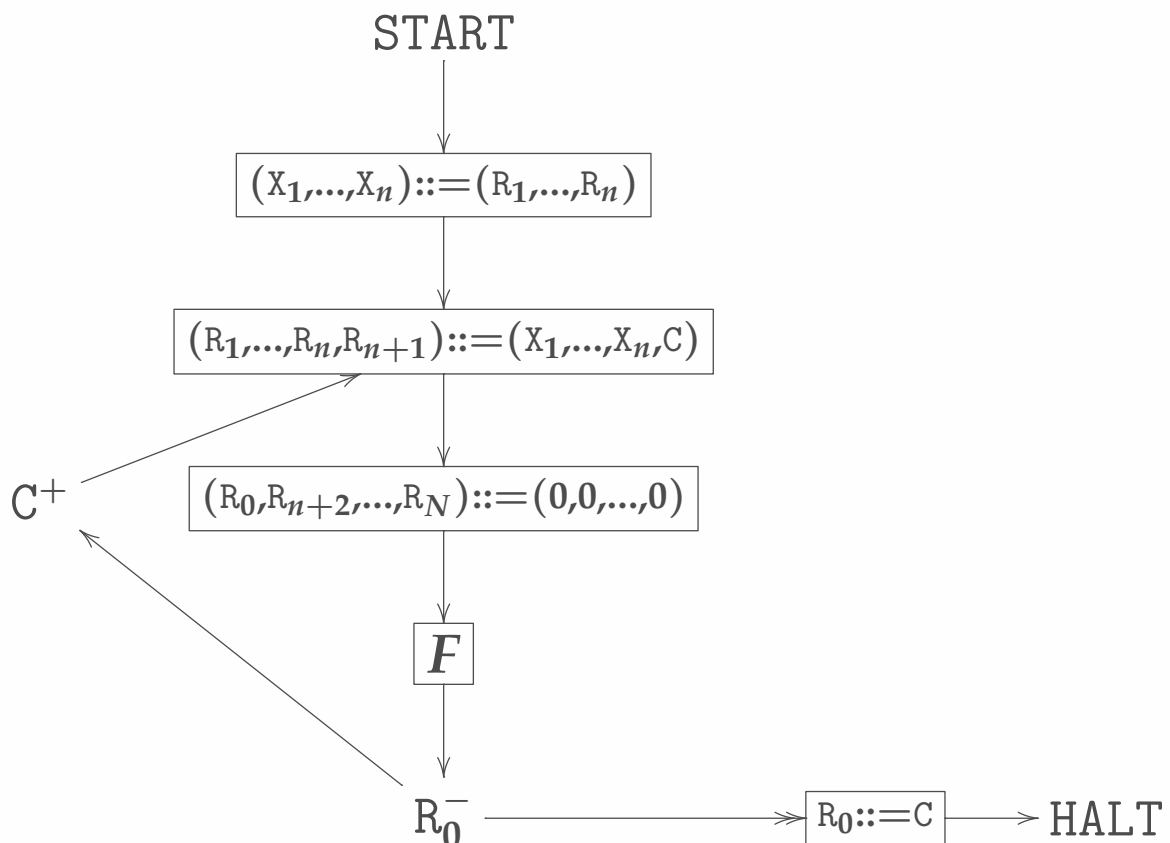 START
(X₁,...,Xₙ)::=(R₁,...,Rₙ)
(R₁,...,Rₙ,Rₙ₊₁)::=(X₁,...,Xₙ,C)
C⁺
(R₀,Rₙ₊₂,...,R_N)::=(0,0,...,0)
F
R₀⁻
R₀::=C
HALT